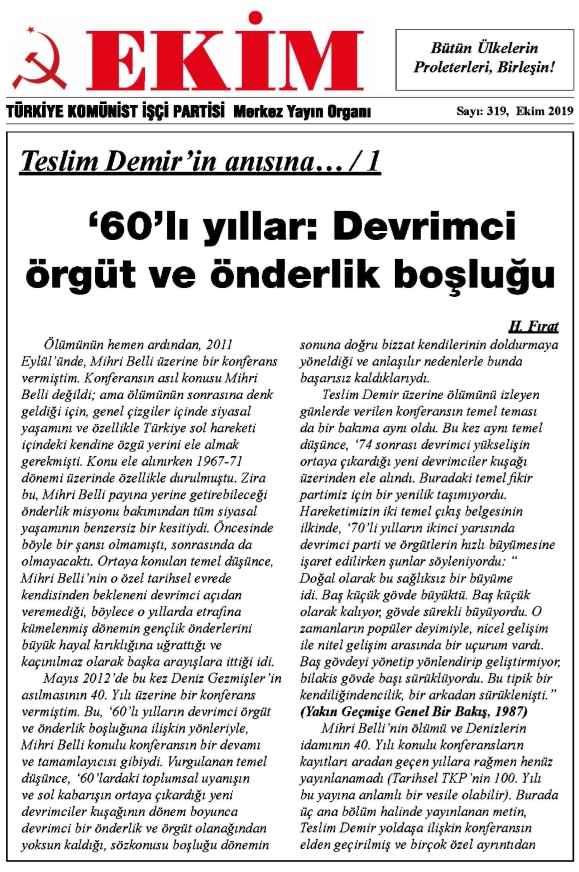 EKİM
Bütün Ülkelerin
Proleterleri, Birleşin!
TÜRKİYE KOMÜNİST İŞÇİ PARTİSİ Merkez Yayın Organı
Sayı: 319, Ekim 2019
Teslim Demir'in anısına… / 1
'60'lı yıllar: Devrimci
örgüt ve önderlik boşluğu
H. Fırat
Ölümünün hemen ardından, 2011
Eylül'ünde, Mihri Belli üzerine bir konferans
vermiştim. Konferansın asıl konusu Mihri
Belli değildi; ama ölümünün sonrasına denk
geldiği için, genel çizgiler içinde siyasal
yaşamını ve özellikle Türkiye sol hareketi
içindeki kendine özgü yerini ele almak
gerekmişti. Konu ele alınırken 1967-71
dönemi üzerinde özellikle durulmuştu. Zira
bu, Mihri Belli payına yerine getirebileceği
önderlik misyonu bakımından tüm siyasal
yaşamının benzersiz bir kesitiydi. Öncesinde
böyle bir şansı olmamıştı, sonrasında da
olmayacaktı. Ortaya konulan temel düşünce,
Mihri Belli'nin o özel tarihsel evrede
kendisinden bekleneni devrimci açıdan
veremediği, böylece o yıllarda etrafına
kümelenmiş dönemin gençlik önderlerini
büyük hayal kırıklığına uğrattığı ve
kaçınılmaz olarak başka arayışlara ittiği idi.
Mayıs 2012'de bu kez Deniz Gezmişler'in
asılmasının 40. Yılı üzerine bir konferans
vermiştim. Bu, '60'lı yılların devrimci örgüt
ve önderlik boşluğuna ilişkin yönleriyle,
Mihri Belli konulu konferansın bir devamı
ve tamamlayıcısı gibiydi. Vurgulanan temel
düşünce, '60'lardaki toplumsal uyanışın
ve sol kabarışın ortaya çıkardığı yeni
devrimciler kuşağının dönem boyunca
devrimci bir önderlik ve örgüt olanağından
yoksun kaldığı, sözkonusu boşluğu dönemin
sonuna doğru bizzat kendilerinin doldurmaya
yöneldiği ve anlaşılır nedenlerle bunda
başarısız kaldıklarıydı.
Teslim Demir üzerine ölümünü izleyen
günlerde verilen konferansın temel teması
da bir bakıma aynı oldu. Bu kez aynı temel
düşünce, '74 sonrası devrimci yükselişin
ortaya çıkardığı yeni devrimciler kuşağı
üzerinden ele alındı. Buradaki temel fikir
partimiz için bir yenilik taşımıyordu.
Hareketimizin iki temel çıkış belgesinin
ilkinde, '70'li yılların ikinci yarısında
devrimci parti ve örgütlerin hızlı büyümesine
işaret edilirken şunlar söyleniyordu: “
Doğal olarak bu sağlıksız bir büyüme
idi. Baş küçük gövde büyüktü. Baş küçük
olarak kalıyor, gövde sürekli büyüyordu. O
zamanların popüler deyimiyle, nicel gelişim
ile nitel gelişim arasında bir uçurum vardı.
Baş gövdeyi yönetip yönlendirip geliştirmiyor,
bilakis gövde başı sürüklüyordu. Bu tipik bir
kendiliğindencilik, bir arkadan sürüklenişti.”
(Yakın Geçmişe Genel Bir Bakış, 1987)
Mihri Belli'nin ölümü ve Denizlerin
idamının 40. Yılı konulu konferansların
kayıtları aradan geçen yıllara rağmen henüz
yayınlanamadı (Tarihsel TKP'nin 100. Yılı
bu yayına anlamlı bir vesile olabilir). Burada
üç ana bölüm halinde yayınlanan metin,
Teslim Demir yoldaşa ilişkin konferansın
elden geçirilmiş ve birçok özel ayrıntıdan